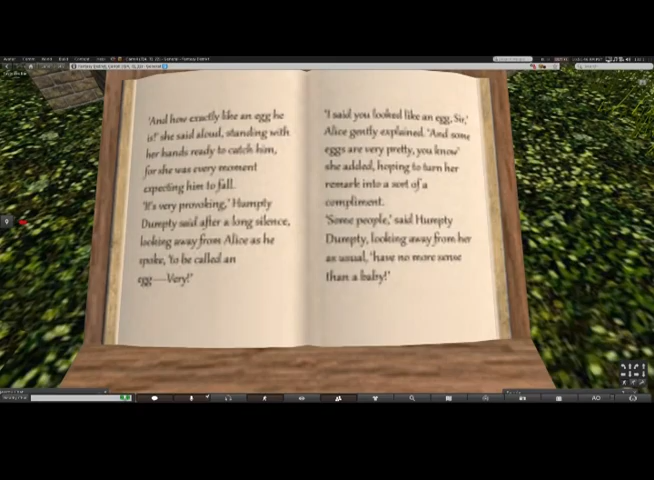 'And how exactly like an egg he
is!' she said aloud, standing with
her hands ready to catch him,
for she was every moment
expecting him to fall.
'It's very provoking,' Humpty
Dumpty said after a long silence,
looking away from Alice as he
spoke, 'to be called an
egg—Very!'
'I said you looked like an egg, Sir,'
Alice gently explained. 'And some
eggs are very pretty, you know'
she added, hoping to turn her
remark into a sort of a
compliment.
'Some people,' said Humpty
Dumpty, looking away from her
as usual, 'have no more sense
than a baby!'